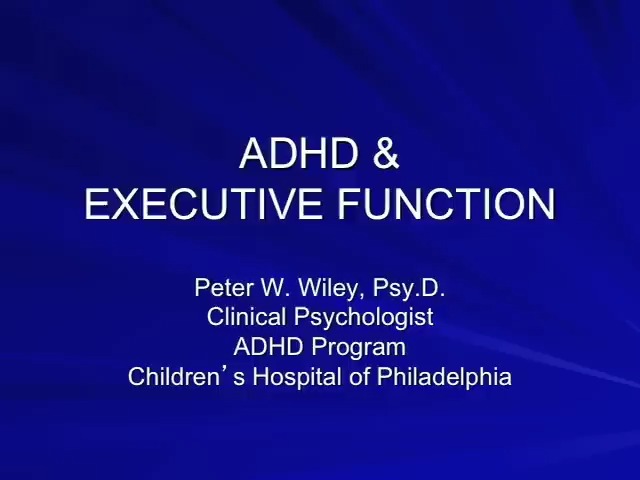 ADHD &
EXECUTIVE FUNCTION
Peter W. Wiley, Psy.D.
Clinical Psychologist
ADHD Program
Children’s Hospital of Philadelphia